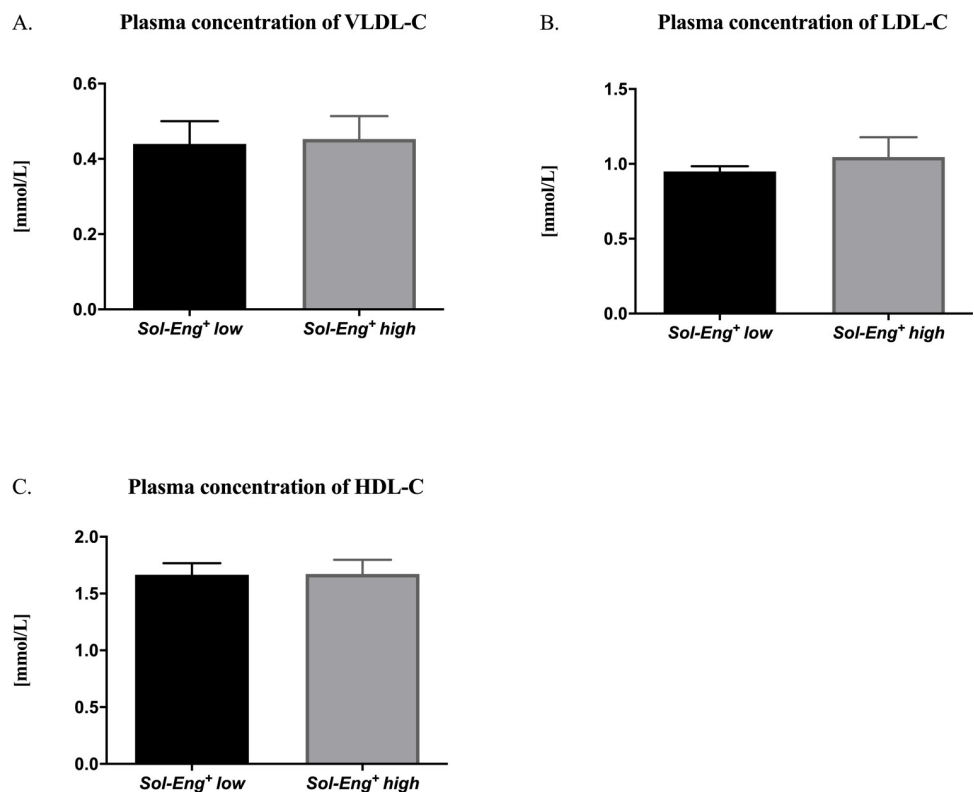 A. Plasma concentration of VLDL-C
[mmol/L]
0.6
0.4
0.2
0.0
Sol-Eng⁺ low Sol-Eng⁺ high
B. Plasma concentration of LDL-C
[mmol/L]
1.5
1.0
0.5
0.0
Sol-Eng⁺ low Sol-Eng⁺ high
C. Plasma concentration of HDL-C
[mmol/L]
2.0
1.5
1.0
0.5
0.0
Sol-Eng⁺ low Sol-Eng⁺ high